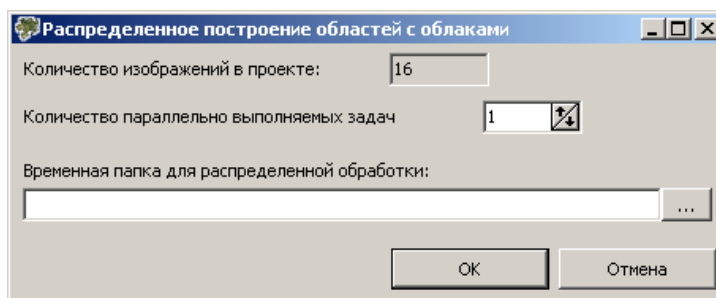 Распределенное построение областей с облаками
Количество изображений в проекте: 16
Количество параллельно выполняемых задач 1
Временная папка для распределенной обработки:
...
OK Отмена